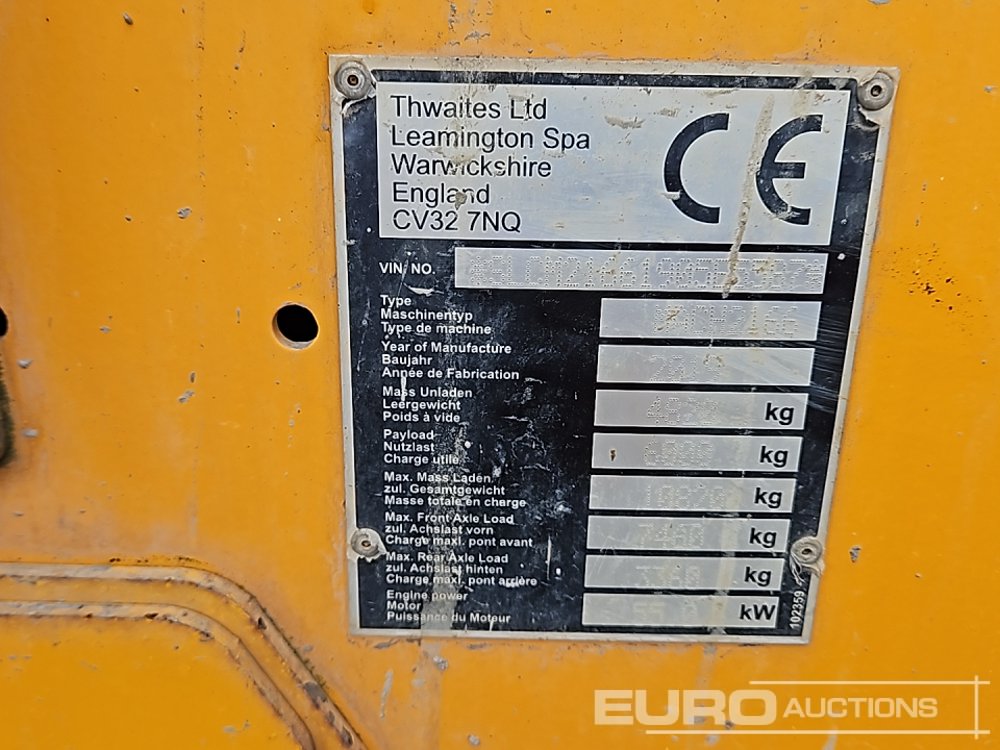 Thwaites Ltd
Leamington Spa
Warwickshire
England
CV32 7NQ
CE
VIN. NO.
Type
Maschinentyp
Type de machine
Year of Manufacture
Baujahr
Année de Fabrication
Mass Unladen
Leergewicht
Poids à vide
kg
Payload
Nutzlast
Charge utile
6000 kg
Max. Mass Laden.
zul. Gesamtgewicht
Masse totale en charge
kg
Max. Front Axle Load
zul. Achslast vorn
Charge maxi. pont avant
kg
Max. Rear Axle Load
zul. Achslast hinten
Charge maxi. pont arrière
kg
Engine power
Motor
Puissance du Moteur
kW
102359
EURO AUCTIONS